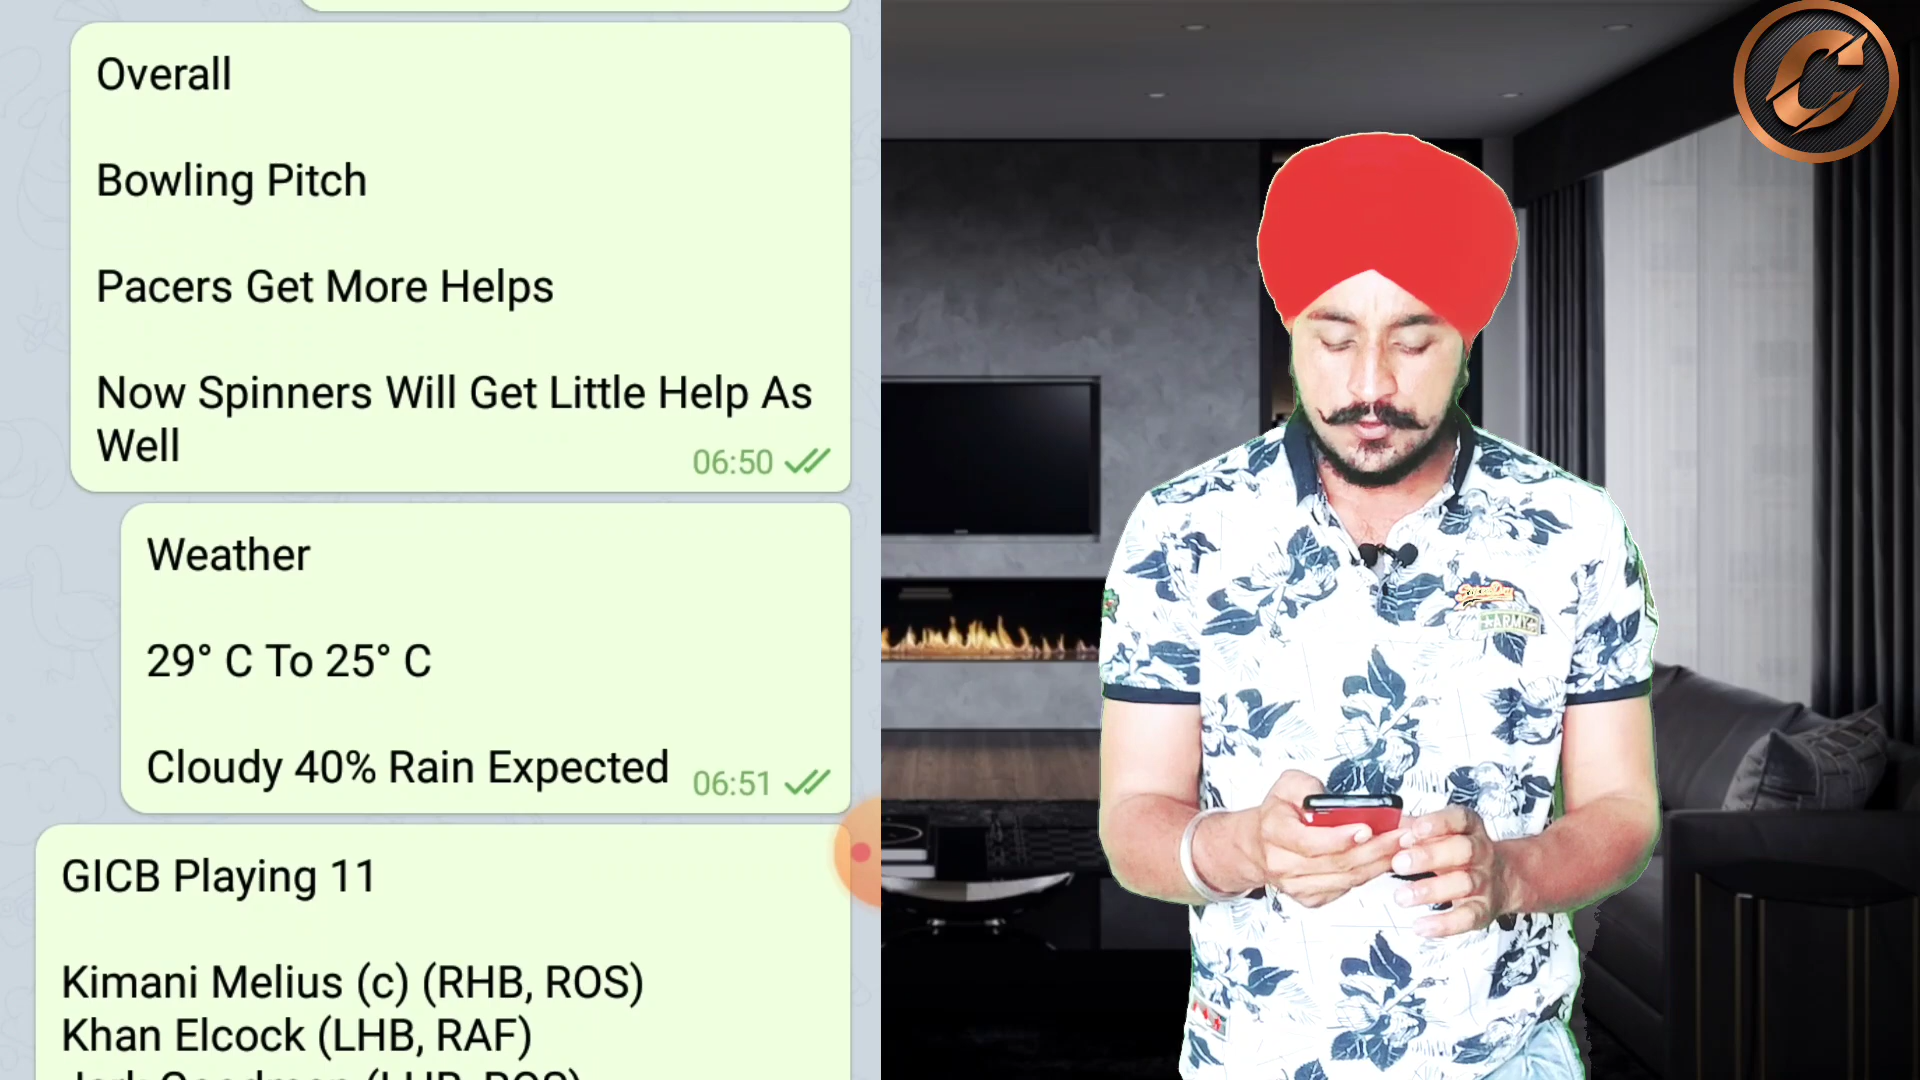 Overall
Bowling Pitch
Pacers Get More Helps
Now Spinners Will Get Little Help As
Well
06:50
Weather
29° C To 25° C
Cloudy 40% Rain Expected
06:51
GICB Playing 11
Kimani Melius (c) (RHB, ROS)
Khan Elcock (LHB, RAF)
ARMY